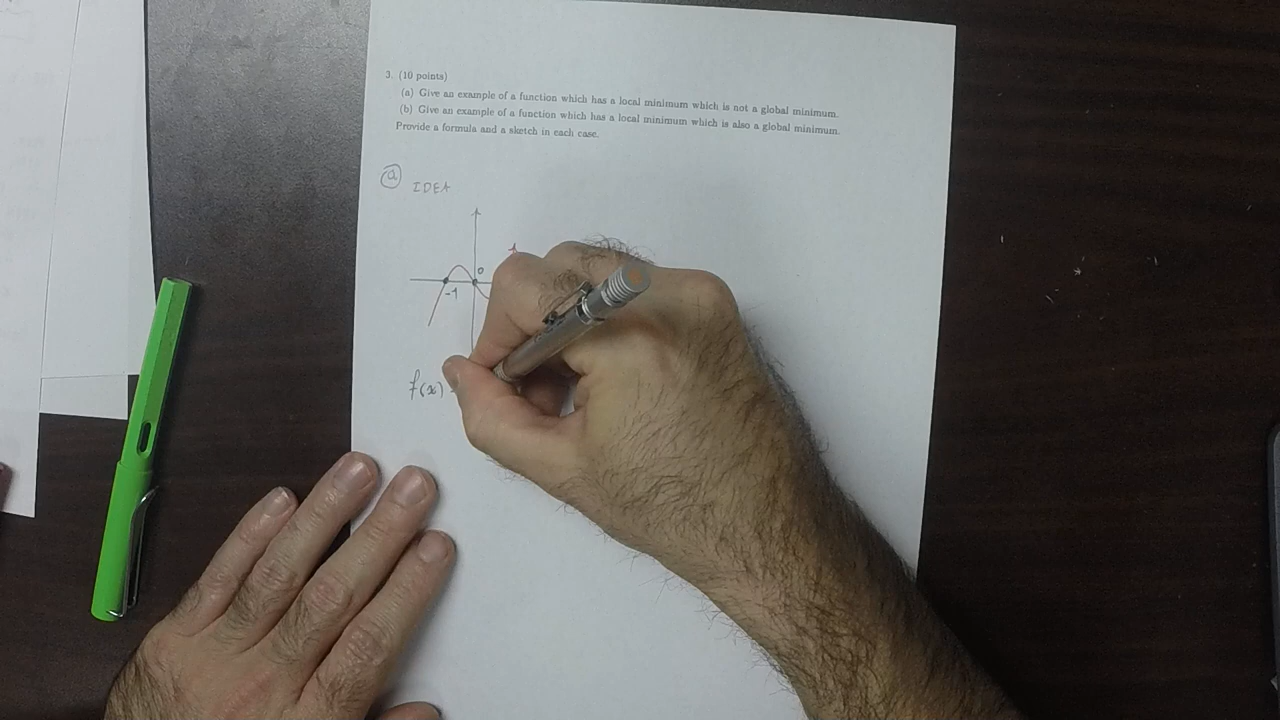 3. (10 points)
(a) Give an example of a function which has a local minimum which is not a global minimum.
(b) Give an example of a function which has a local minimum which is also a global minimum.
Provide a formula and a sketch in each case.
a IDEA
0
-1
f(x)